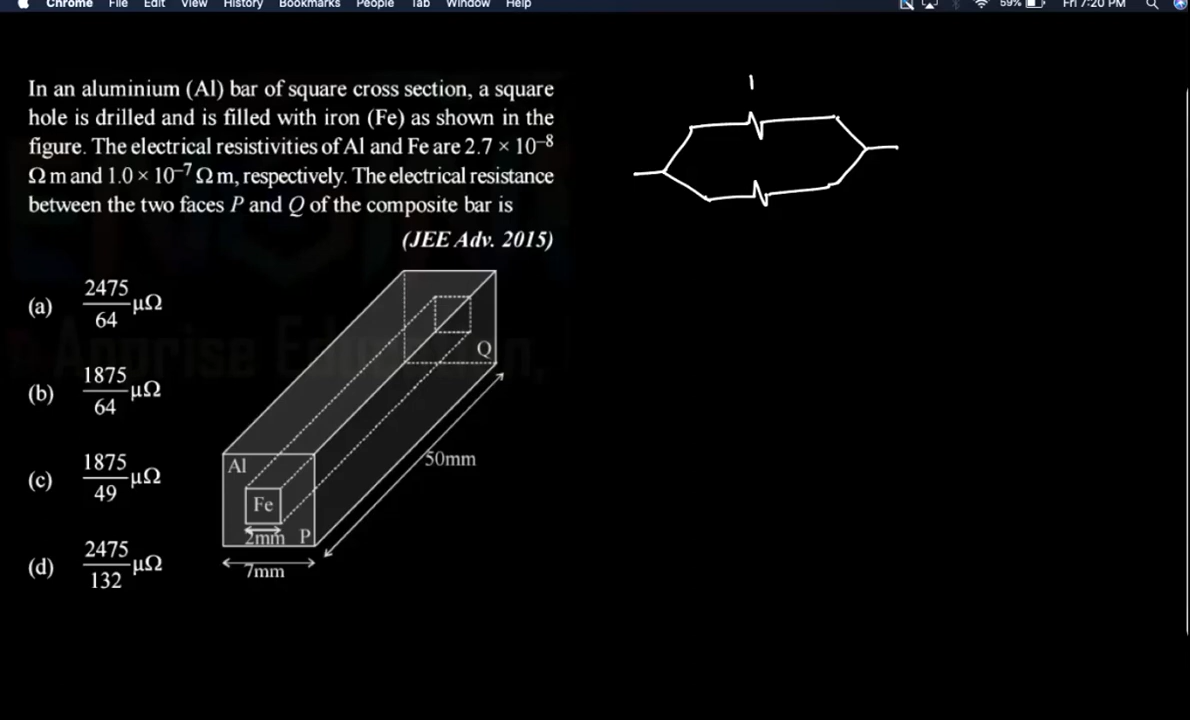 Chrome File Edit View History Bookmarks People Tab Window Help 59% Fri 7:20 PM
In an aluminium (Al) bar of square cross section, a square
hole is drilled and is filled with iron (Fe) as shown in the
figure. The electrical resistivities of Al and Fe are 2.7 × 10⁻⁸
Ω m and 1.0 × 10⁻⁷ Ω m, respectively. The electrical resistance
between the two faces P and Q of the composite bar is
(JEE Adv. 2015)
(a) 2475/64 μΩ
(b) 1875/64 μΩ
(c) 1875/49 μΩ
(d) 2475/132 μΩ
Q
50mm
Al
Fe
2mm P
7mm